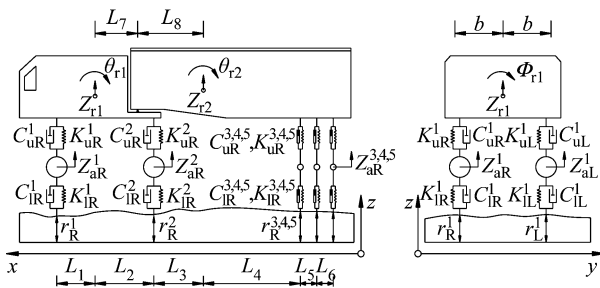 L₇ L₈ b b
θᵣ₁ θᵣ₂ Φᵣ₁
Zᵣ₁ Zᵣ₂ Zᵣ₁
C¹ᵤR K¹ᵤR C²ᵤR K²ᵤR C³,⁴,⁵ᵤR,K³,⁴,⁵ᵤR K¹ᵤR C¹ᵤR K¹ᵤL C¹ᵤL
Z¹ₐR Z²ₐR Z³,⁴,⁵ₐR Z¹ₐR Z¹ₐL
C¹lR K¹lR C²lR K²lR C³,⁴,⁵lR,K³,⁴,⁵lR K¹lR C¹lR K¹lL C¹lL
r¹R r²R r³,⁴,⁵R z r¹R z r¹L
x L₁ L₂ L₃ L₄ L₅ L₆ y